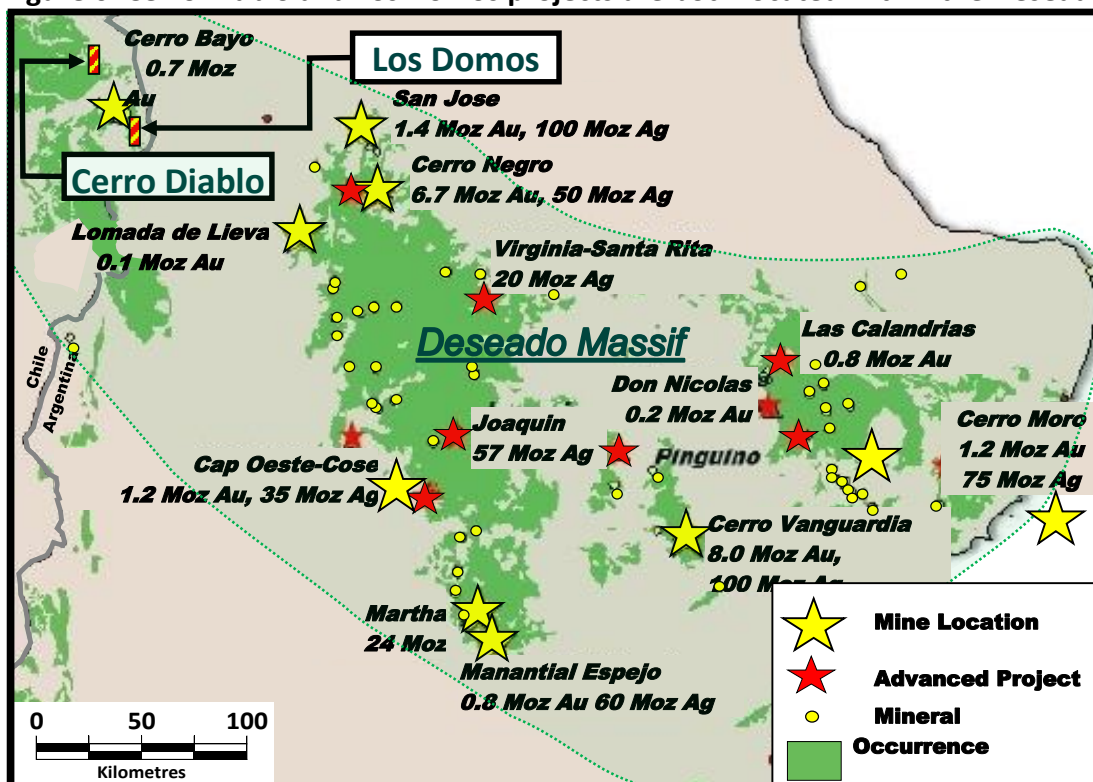 Cerro Bayo
0.7 Moz
Au
Los Domos
San Jose
1.4 Moz Au, 100 Moz Ag
Cerro Diablo
Cerro Negro
6.7 Moz Au, 50 Moz Ag
Lomada de Lieva
0.1 Moz Au
Virginia-Santa Rita
20 Moz Ag
Deseado Massif
Las Calandrias
0.8 Moz Au
Chile
Argentina
Don Nicolas
0.2 Moz Au
Joaquin
57 Moz Ag
Cerro Moro
1.2 Moz Au
75 Moz Ag
Pinguino
Cap Oeste-Cose
1.2 Moz Au, 35 Moz Ag
Cerro Vanguardia
8.0 Moz Au,
100 Moz Ag
Martha
24 Moz
Manantial Espejo
0.8 Moz Au 60 Moz Ag
Mine Location
Advanced Project
Mineral
Occurrence
0 50 100
Kilometres